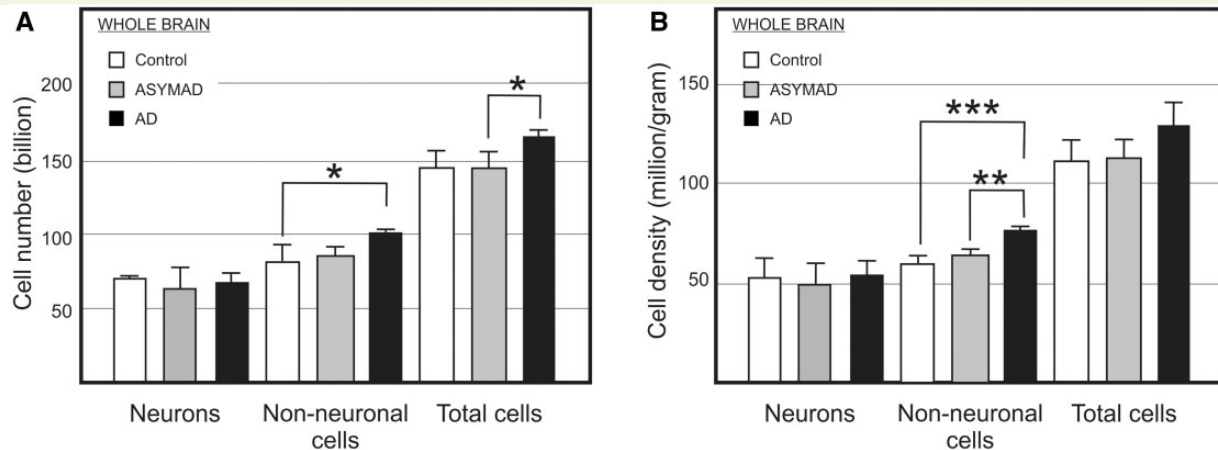 A
WHOLE BRAIN
Control
ASYMAD
AD
Cell number (billion)
200
150
100
50
*
*
Neurons
Non-neuronal
cells
Total cells
B
WHOLE BRAIN
Control
ASYMAD
AD
Cell density (million/gram)
150
100
50
***
**
Neurons
Non-neuronal
cells
Total cells